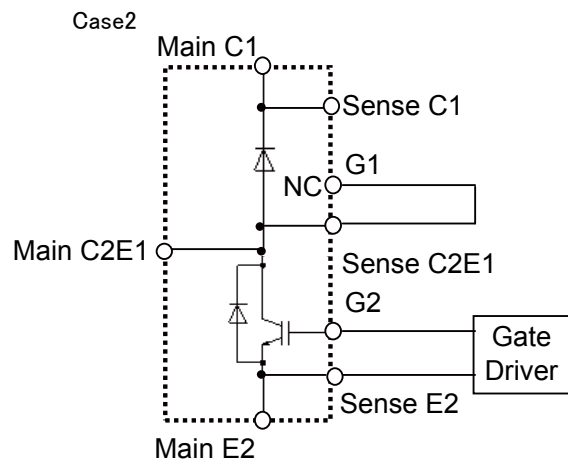 Case2
Main C1
Sense C1
G1
NC
Main C2E1
Sense C2E1
G2
Gate
Driver
Sense E2
Main E2